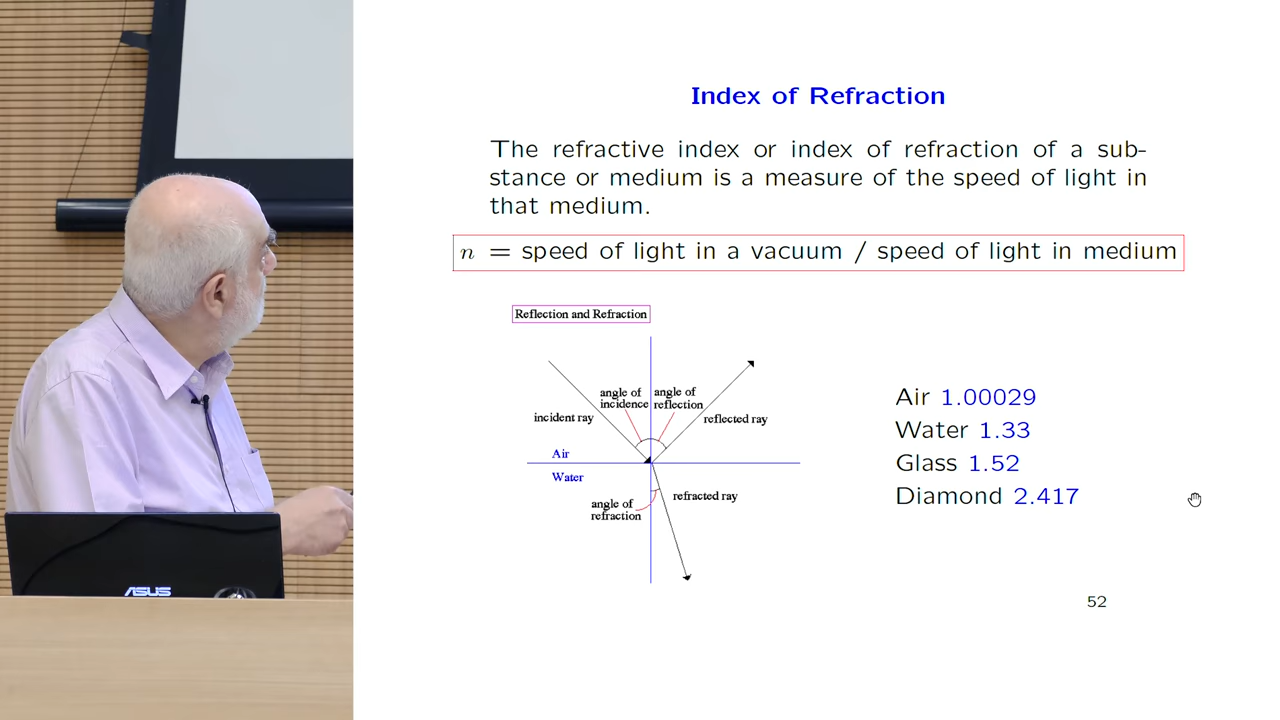 Index of Refraction
The refractive index or index of refraction of a sub-
stance or medium is a measure of the speed of light in
that medium.
n = speed of light in a vacuum / speed of light in medium
Reflection and Refraction
angle of
incidence
angle of
reflection
incident ray
reflected ray
Air
Water
angle of
refraction
refracted ray
Air 1.00029
Water 1.33
Glass 1.52
Diamond 2.417
52
ASUS